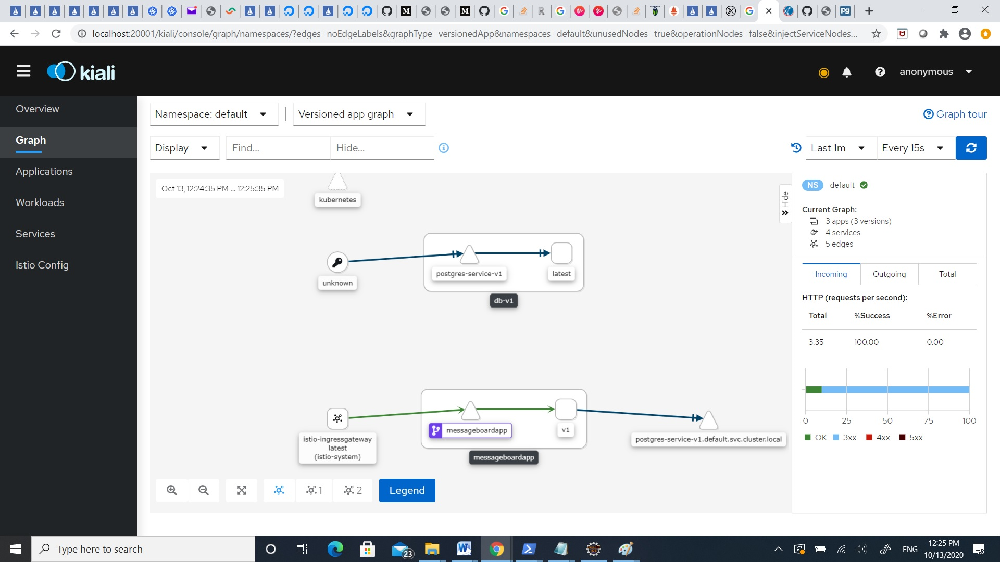 localhost:20001/kiali/console/graph/namespaces/?edges=noEdgeLabels&graphType=versionedApp&namespaces=default&unusedNodes=true&operationNodes=false&injectServiceNodes...
kiali
anonymous
Overview
Graph
Applications
Workloads
Services
Istio Config
Namespace: default
Versioned app graph
Graph tour
Display
Find...
Hide...
Last 1m
Every 15s
Oct 13, 12:24:35 PM ... 12:25:35 PM
kubernetes
unknown
postgres-service-v1
latest
db-v1
istio-ingressgateway
latest
(istio-system)
messageboardapp
v1
messageboardapp
postgres-service-v1.default.svc.cluster.local
1
2
Legend
Hide
NS default
Current Graph:
3 apps (3 versions)
4 services
5 edges
Incoming
Outgoing
Total
HTTP (requests per second):
Total %Success %Error
3.35 100.00 0.00
0 25 50 75 100
OK 3xx 4xx 5xx
Type here to search
23
ENG
12:25 PM
10/13/2020